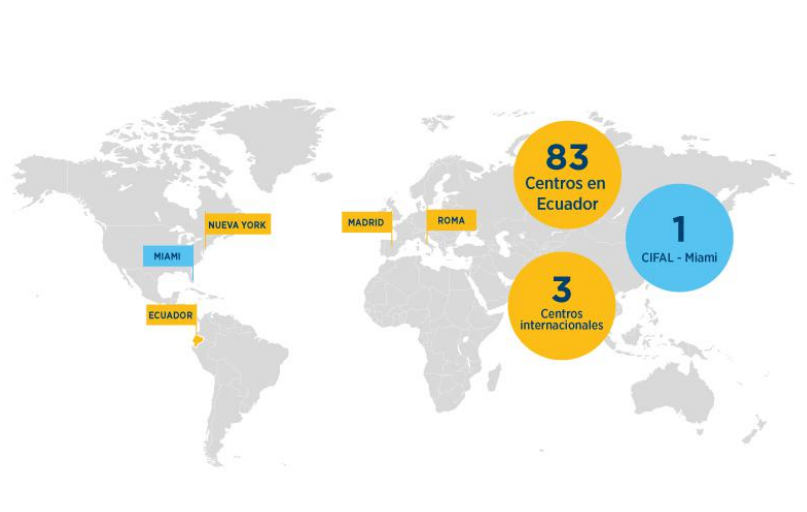 NUEVA YORK
MIAMI
ECUADOR
MADRID
ROMA
83
Centros en
Ecuador
1
CIFAL - Miami
3
Centros
internacionales